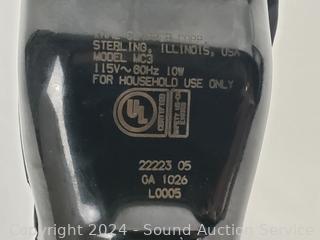 STERLING, ILLINOIS, USA
MODEL MC3
115V~60Hz 10W
FOR HOUSEHOLD USE ONLY
UL
CERTIFIED
22223 05
GA 1026
L0005
Copyright 2024 - Sound Auction Service